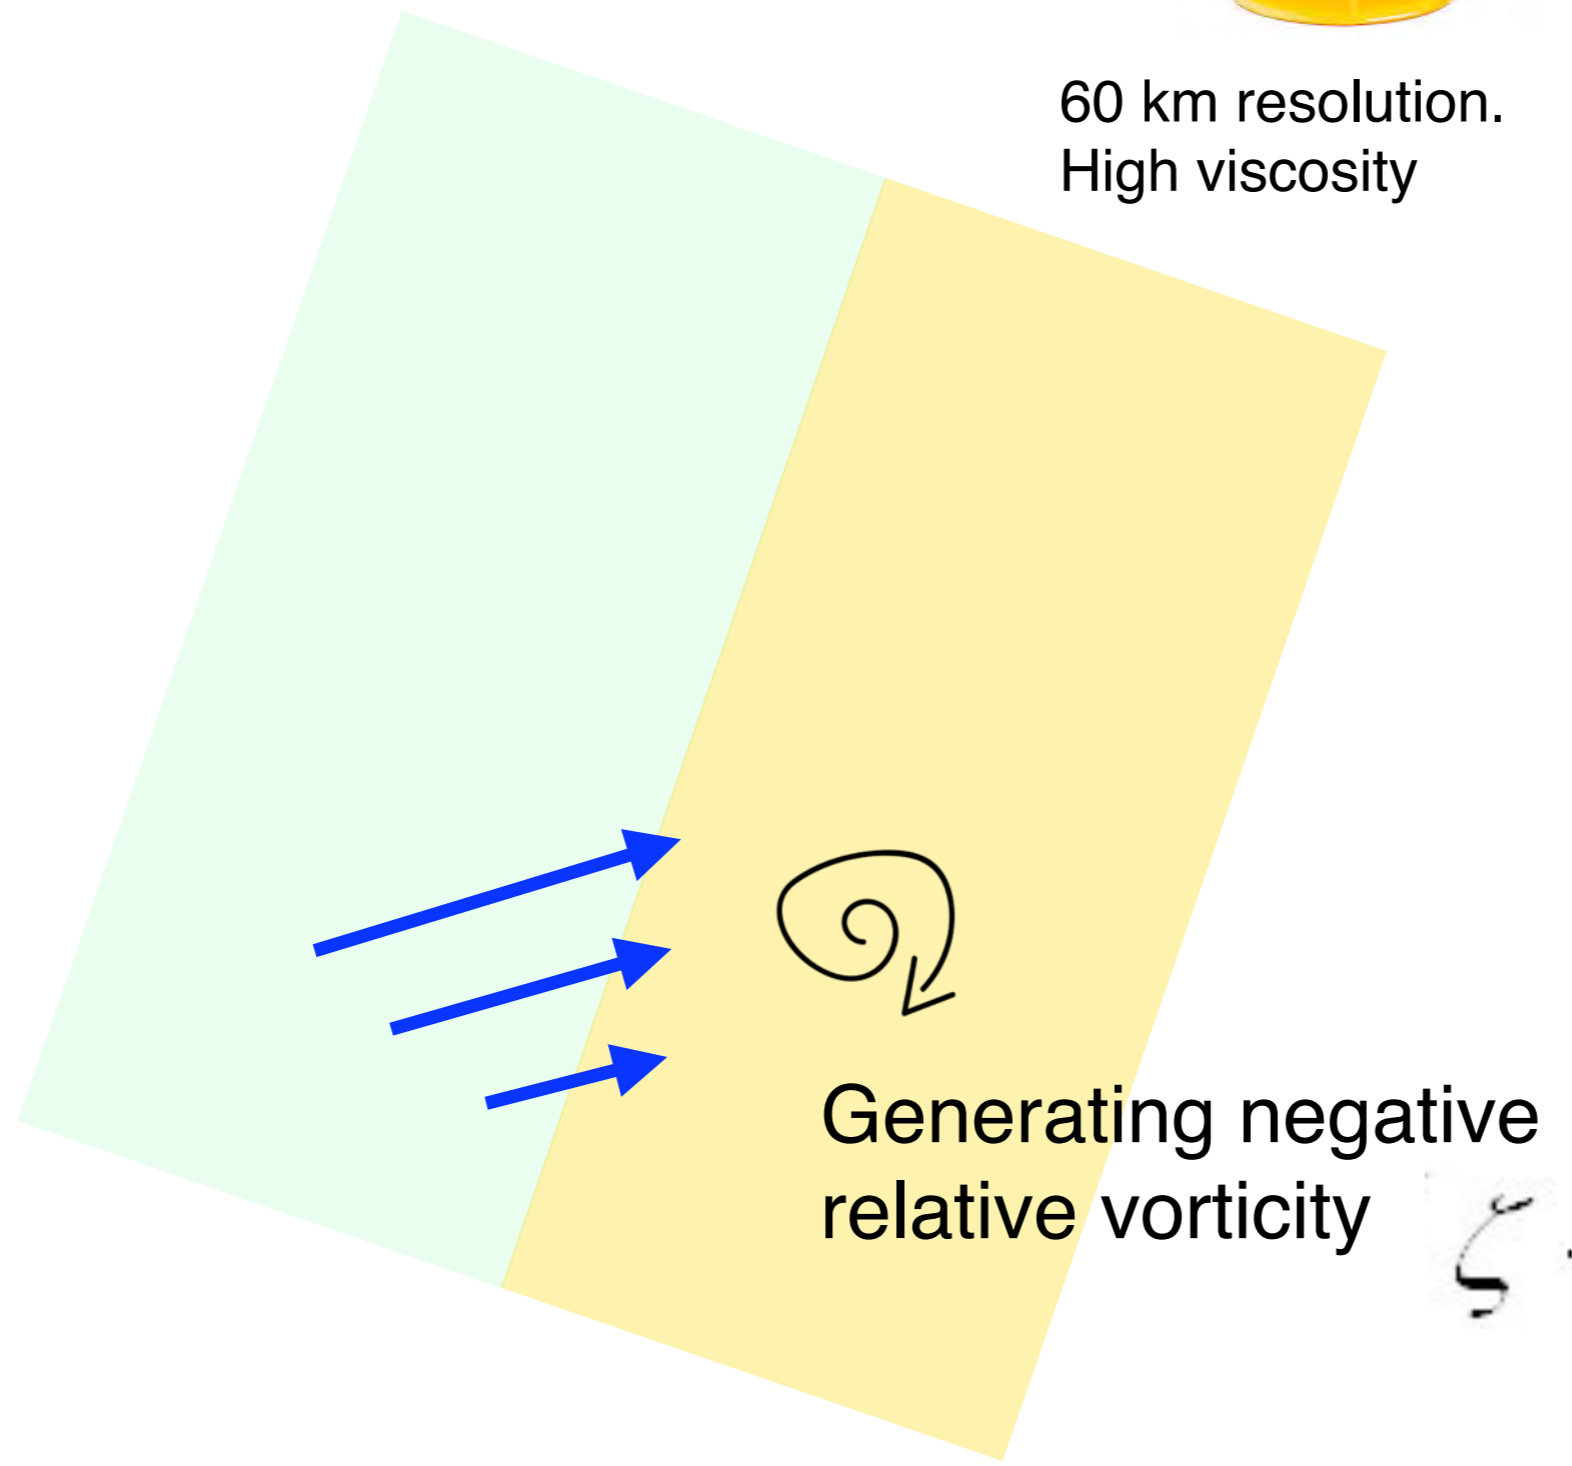 60 km resolution.
High viscosity
Generating negative
relative vorticity ζ